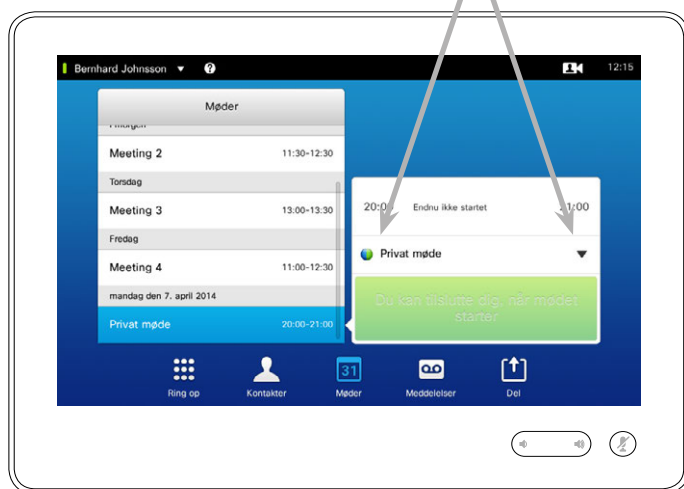 Bernhard Johnsson
12:15
Møder
Meeting 2 11:30-12:30
Torsdag
Meeting 3 13:00-13:30
Fredag
Meeting 4 11:00-12:30
mandag den 7. april 2014
Privat møde 20:00-21:00
20:00 Endnu ikke startet 21:00
Privat møde
Du kan tilslutte dig, når mødet
starter
31
Ring op Kontakter Møder Meddelelser Del